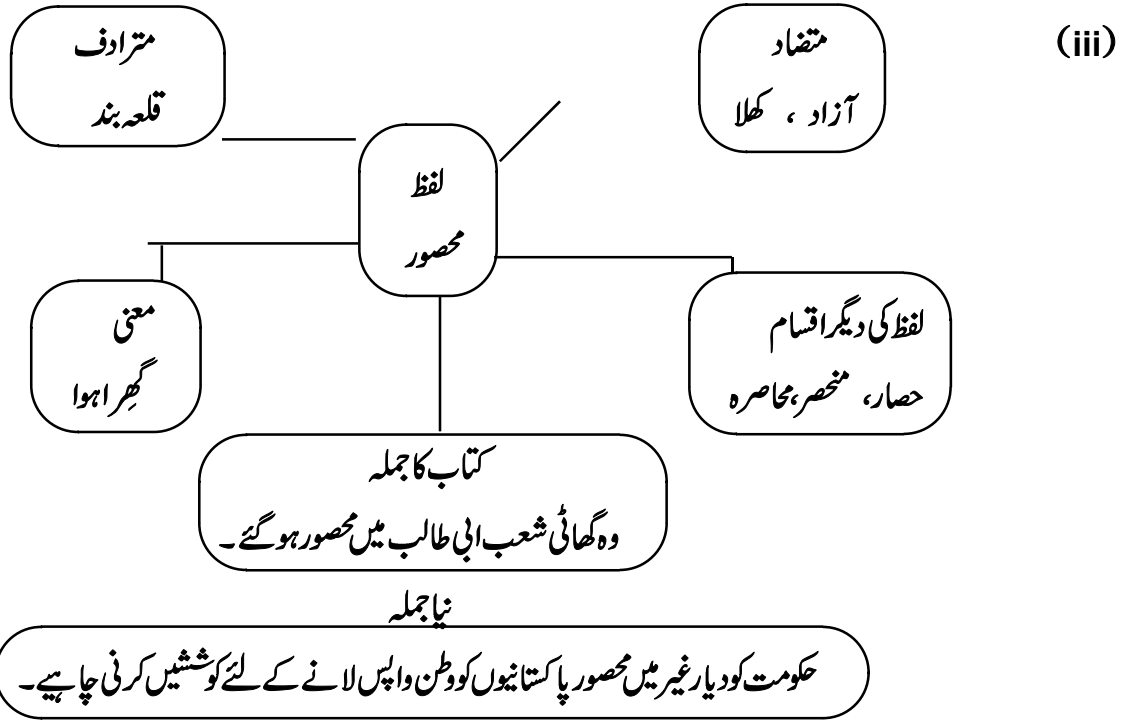 (iii)
متضاد
آزاد ، کھلا
مترادف
قلعہ بند
لفظ
محصور
لفظ کی دیگر اقسام
حصار، منحصر،محاصرہ
معنی
گھِرا ہوا
کتاب کا جملہ
وہ گھاٹی شعب ابی طالب میں محصور ہو گئے ۔
نیا جملہ
حکومت کو دیار غیر میں محصور پاکستانیوں کو وطن واپس لانے کے لئے کوششیں کرنی چاہیے۔